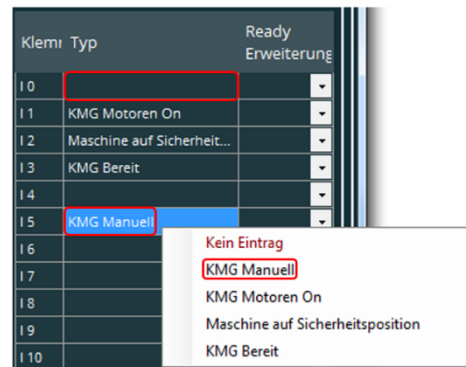 Klemm Typ Ready Erweiterung
I 0
I 1 KMG Motoren On
I 2 Maschine auf Sicherheit...
I 3 KMG Bereit
I 4
I 5 KMG Manuell
I 6
I 7
I 8
I 9
I 10
Kein Eintrag
KMG Manuell
KMG Motoren On
Maschine auf Sicherheitsposition
KMG Bereit